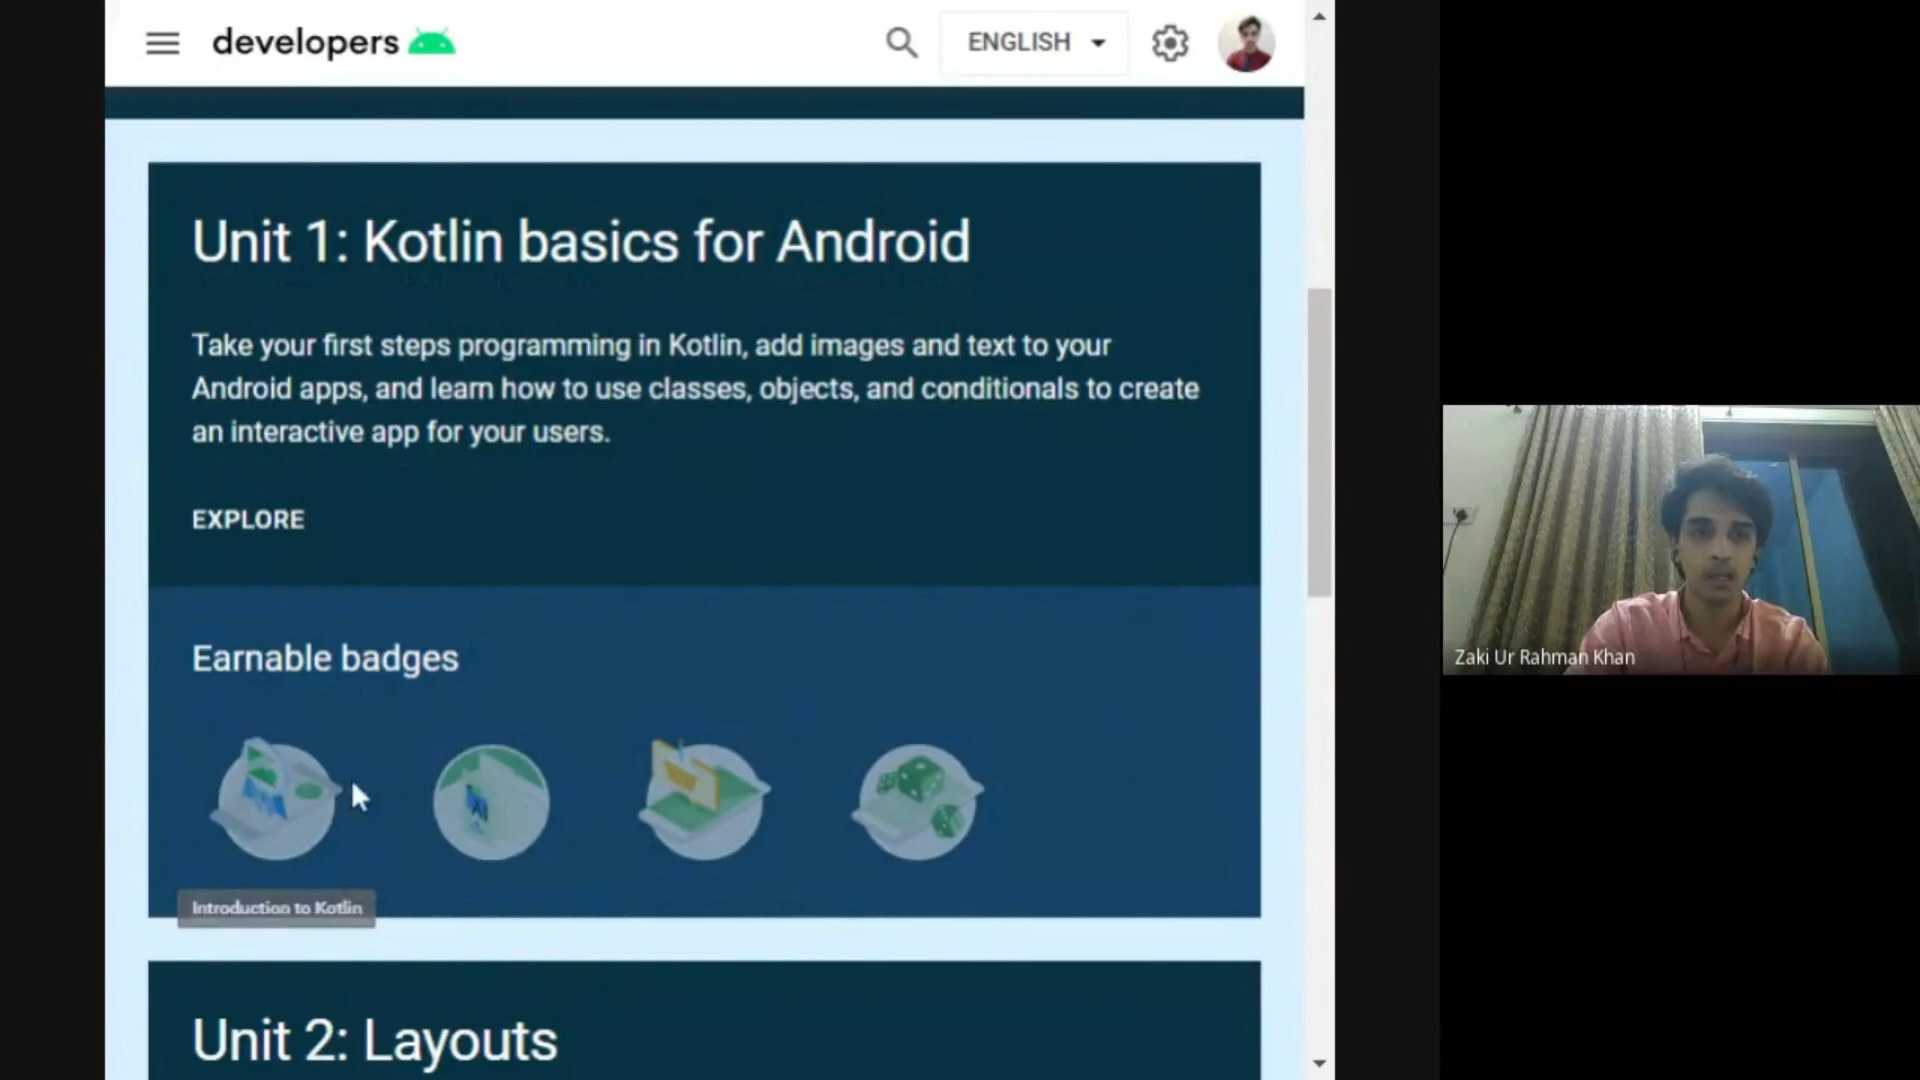 developers
ENGLISH
Unit 1: Kotlin basics for Android
Take your first steps programming in Kotlin, add images and text to your
Android apps, and learn how to use classes, objects, and conditionals to create
an interactive app for your users.
EXPLORE
Earnable badges
Introduction to Kotlin
Unit 2: Layouts
Zaki Ur Rahman Khan